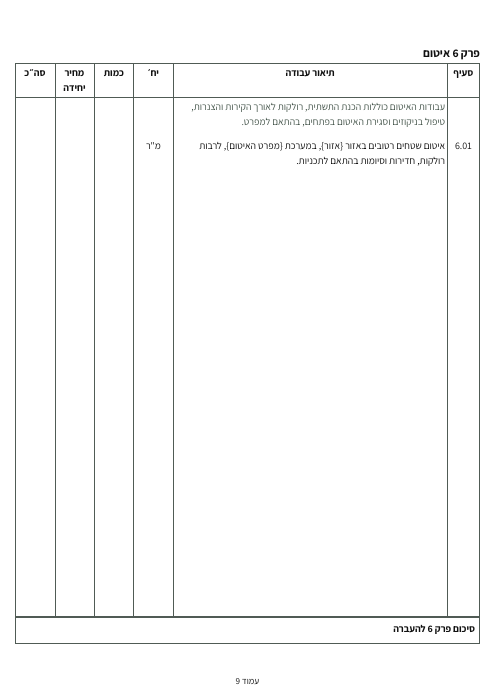 פרק 6 איטום
סעיף תיאור עבודה יח׳ כמות מחיר יחידה סה״כ
עבודות האיטום כוללות הכנת התשתית, רולקות לאורך הקירות והצנרות,
טיפול בניקוזים וסגירת האיטום בפתחים, בהתאם למפרט.
6.01 איטום שטחים רטובים באזור {אזור}, במערכת {מפרט האיטום}, לרבות מ"ר
רולקות, חדירות וסיומות בהתאם לתכניות.
סיכום פרק 6 להעברה
עמוד 9